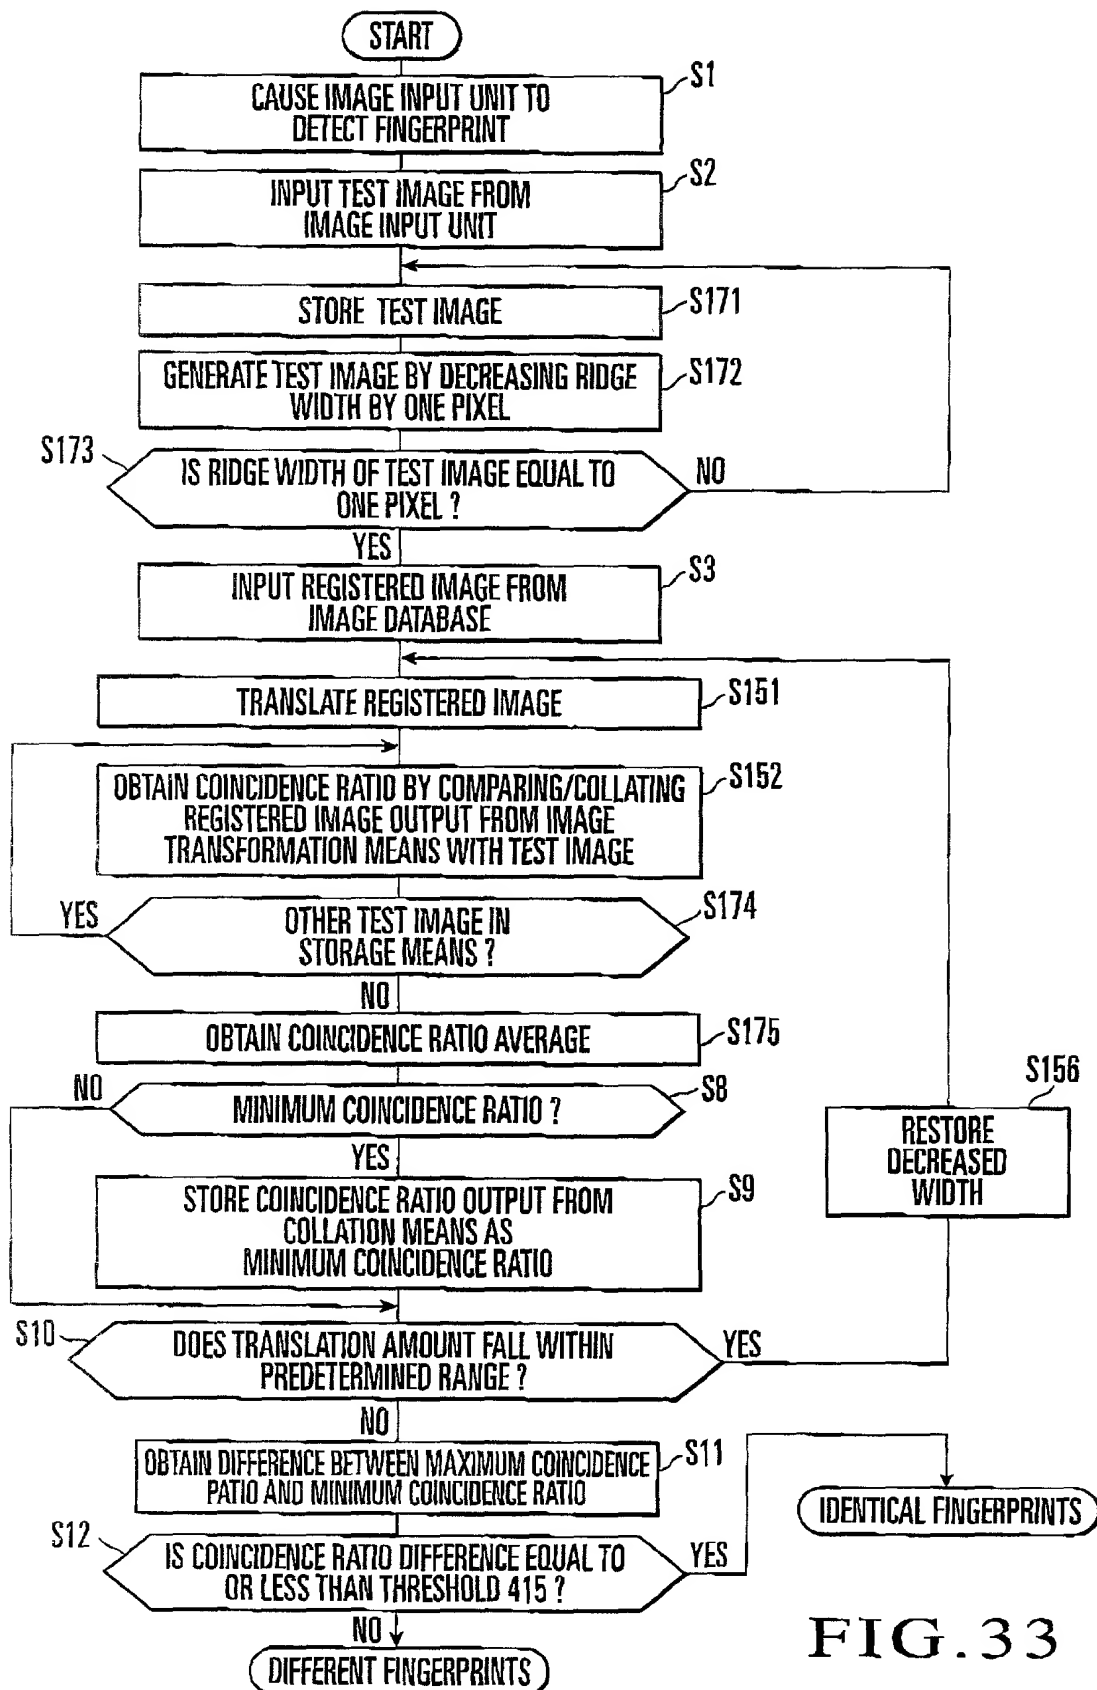 START
S1
CAUSE IMAGE INPUT UNIT TO
DETECT FINGERPRINT
S2
INPUT TEST IMAGE FROM
IMAGE INPUT UNIT
STORE TEST IMAGE
S171
GENERATE TEST IMAGE BY DECREASING RIDGE
WIDTH BY ONE PIXEL
S172
S173
IS RIDGE WIDTH OF TEST IMAGE EQUAL TO
ONE PIXEL ?
NO
YES
S3
INPUT REGISTERED IMAGE FROM
IMAGE DATABASE
TRANSLATE REGISTERED IMAGE
S151
OBTAIN COINCIDENCE RATIO BY COMPARING/COLLATING
REGISTERED IMAGE OUTPUT FROM IMAGE
TRANSFORMATION MEANS WITH TEST IMAGE
S152
YES
OTHER TEST IMAGE IN
STORAGE MEANS ?
S174
NO
OBTAIN COINCIDENCE RATIO AVERAGE
S175
NO
MINIMUM COINCIDENCE RATIO ?
S8
S156
RESTORE
DECREASED
WIDTH
YES
STORE COINCIDENCE RATIO OUTPUT FROM
COLLATION MEANS AS
MINIMUM COINCIDENCE RATIO
S9
S10
DOES TRANSLATION AMOUNT FALL WITHIN
PREDETERMINED RANGE ?
YES
NO
OBTAIN DIFFERENCE BETWEEN MAXIMUM COINCIDENCE
PATIO AND MINIMUM COINCIDENCE RATIO
S11
IDENTICAL FINGERPRINTS
S12
IS COINCIDENCE RATIO DIFFERENCE EQUAL TO
OR LESS THAN THRESHOLD 415 ?
YES
NO
DIFFERENT FINGERPRINTS
FIG.33